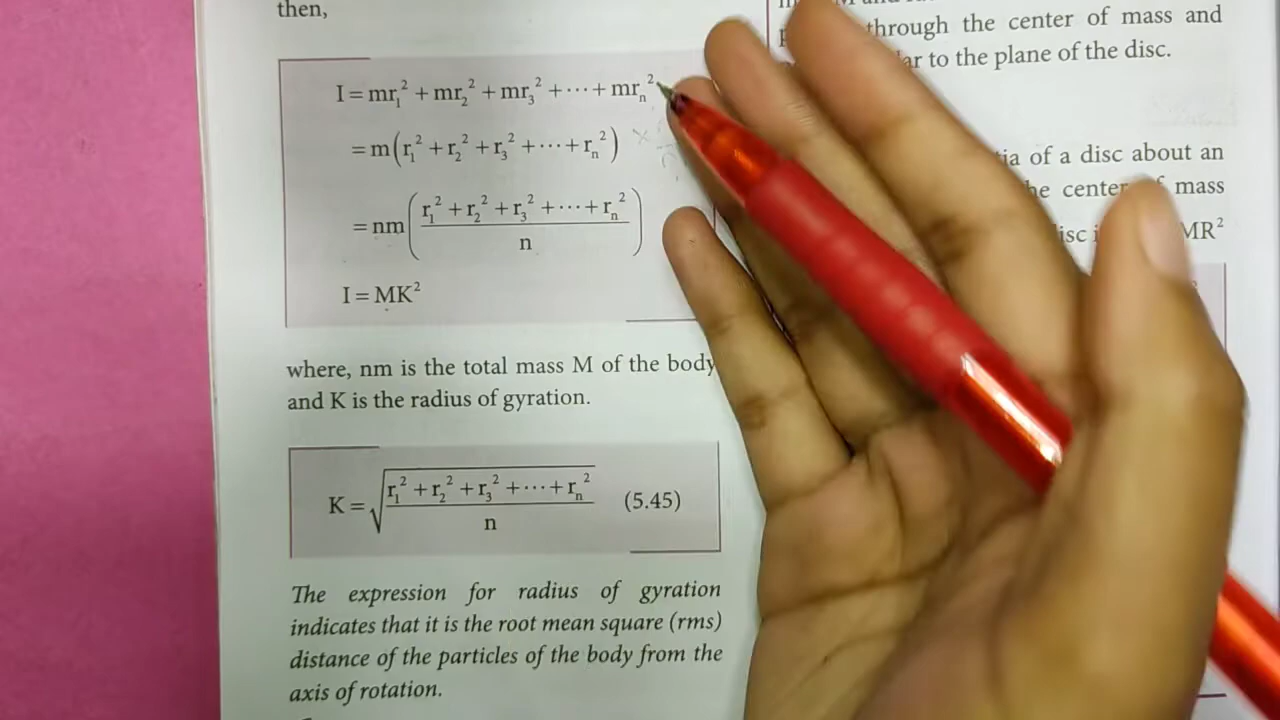 then,
I = mr₁² + mr₂² + mr₃² + ⋯ + mrₙ²
= m(r₁² + r₂² + r₃² + ⋯ + rₙ²)
= nm((r₁² + r₂² + r₃² + ⋯ + rₙ²) / n)
I = MK²
where, nm is the total mass M of the body
and K is the radius of gyration.
K = √((r₁² + r₂² + r₃² + ⋯ + rₙ²) / n) (5.45)
The expression for radius of gyration
indicates that it is the root mean square (rms)
distance of the particles of the body from the
axis of rotation.
through the center of mass and
to the plane of the disc.
of a disc about an
center mass
MR²